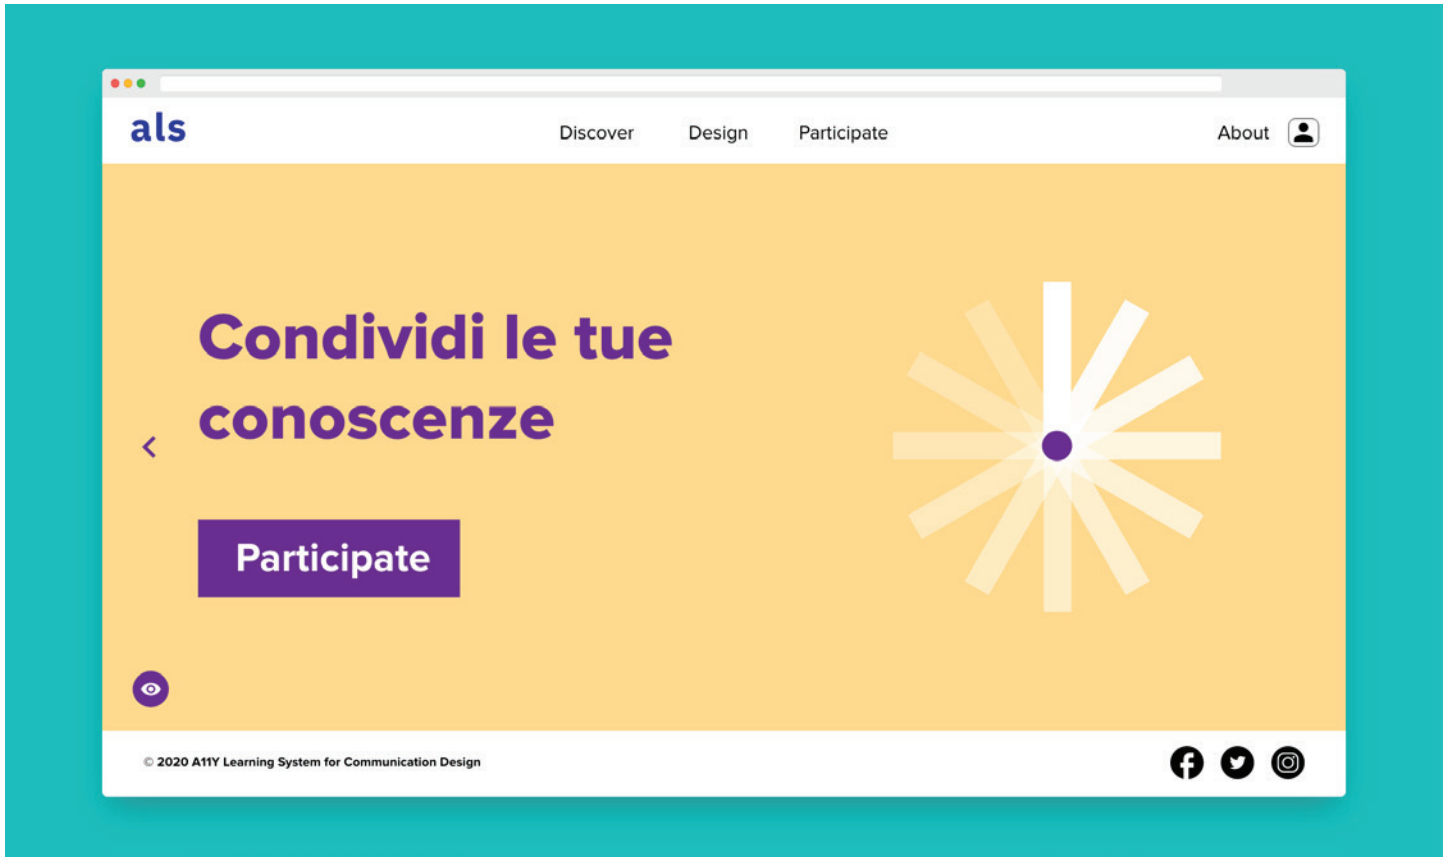 als
Discover Design Participate About
Condividi le tue
conoscenze
Participate
© 2020 A11Y Learning System for Communication Design